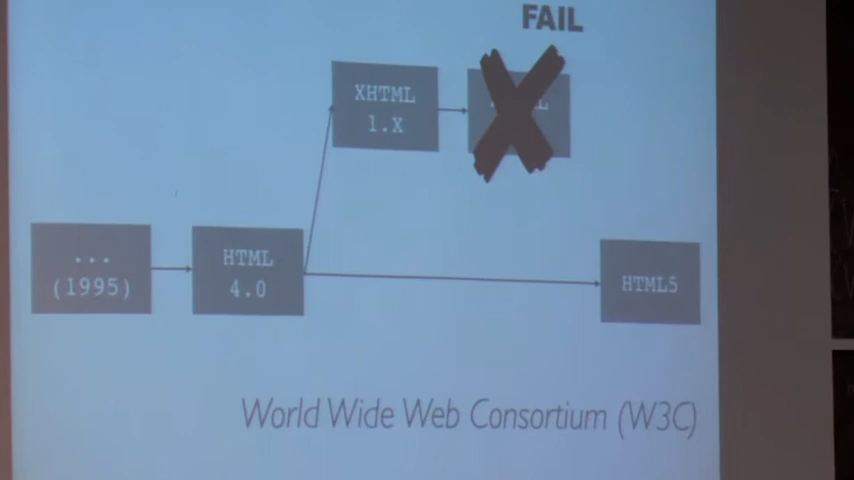 FAIL
XHTML
1.X
...
(1995)
HTML
4.0
HTML5
World Wide Web Consortium (W3C)